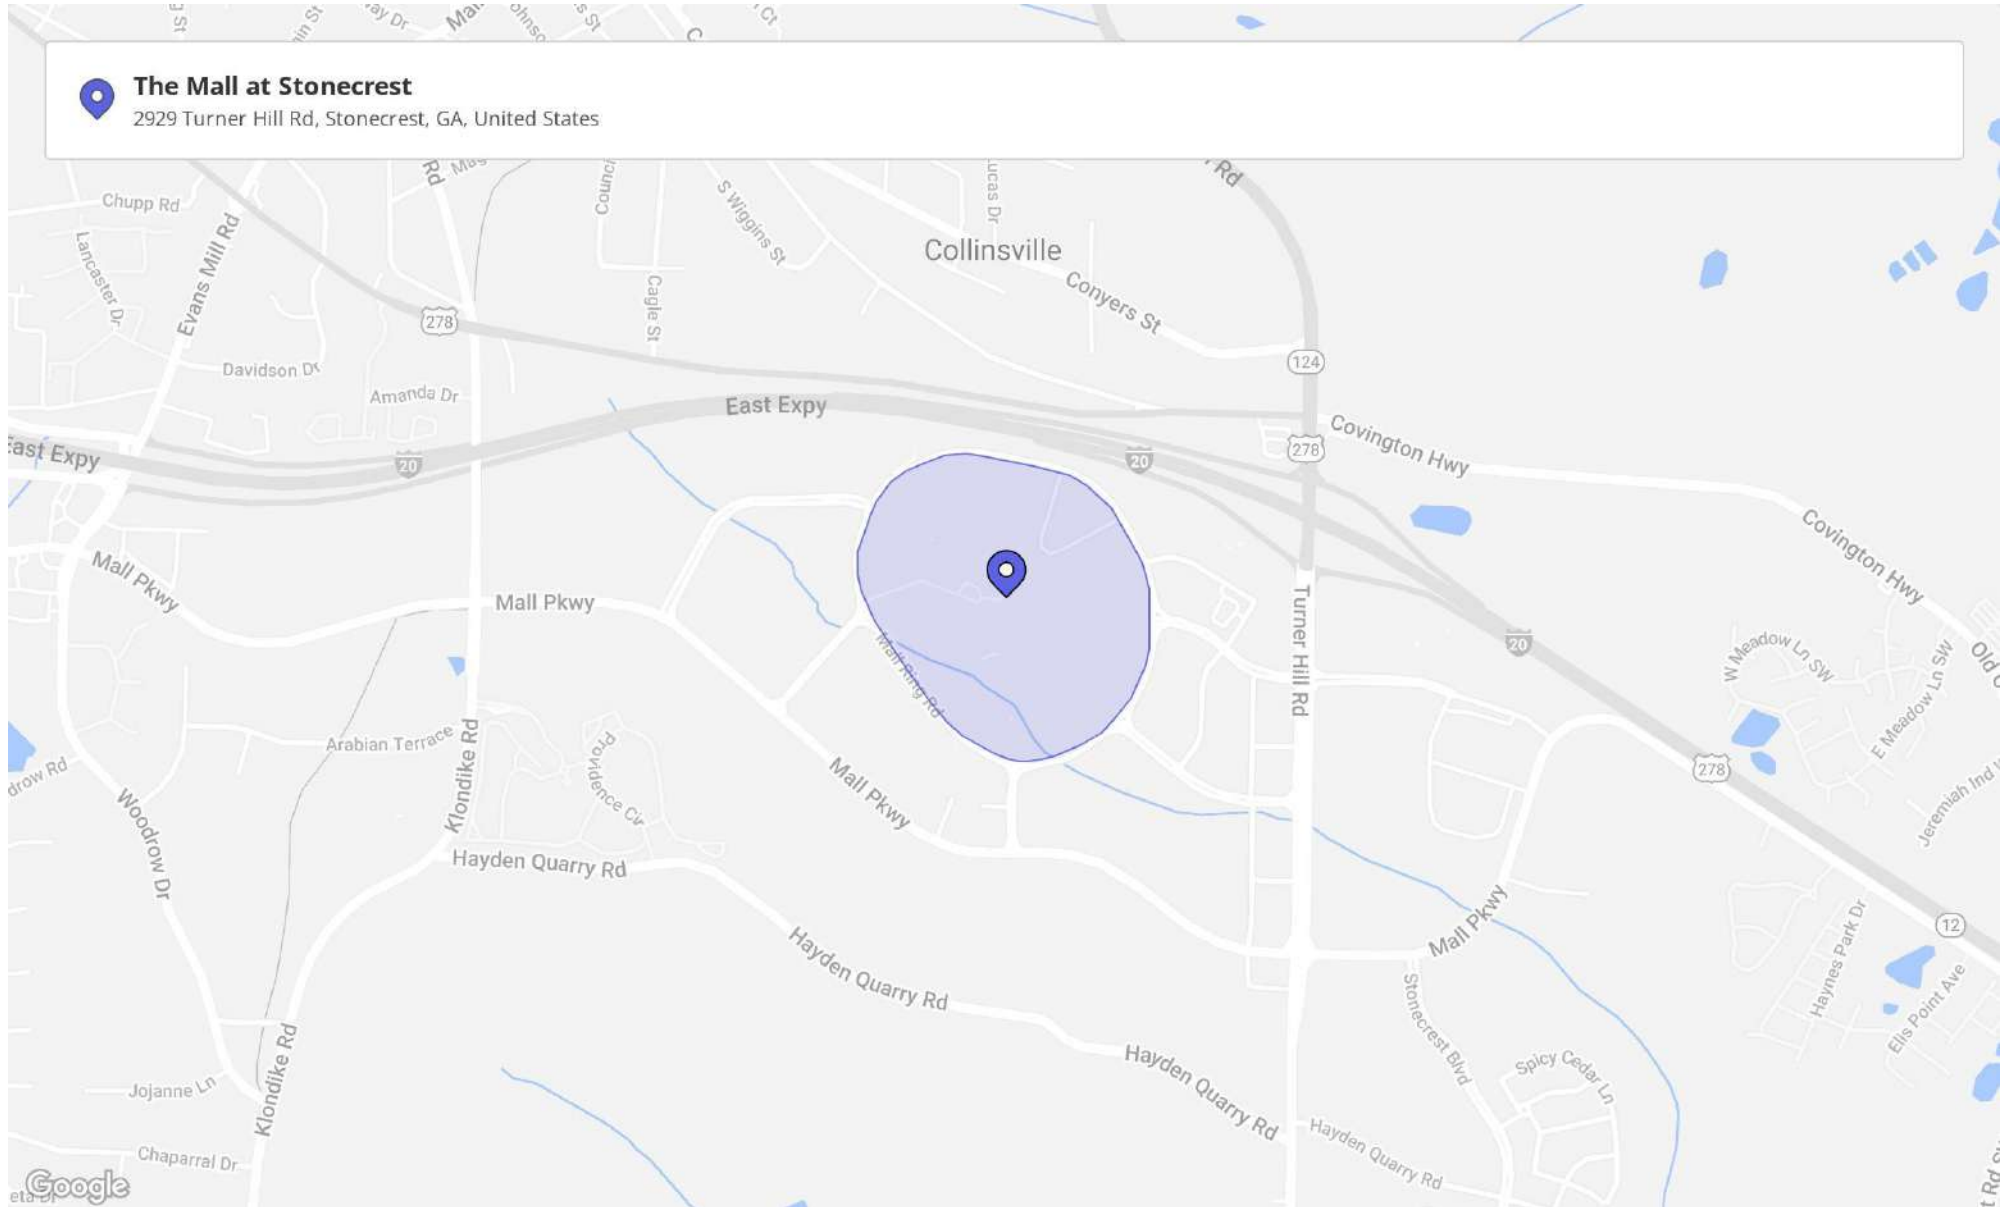 The Mall at Stonecrest
2929 Turner Hill Rd, Stonecrest, GA, United States
Chupp Rd
Lancaster Dr
Evans Mill Rd
Rd
S Wiggins St
Lucas Dr
Rd
Collinsville
Conyers St
Cagle St
278
Davidson Dr
Amanda Dr
124
East Expy
East Expy
20
20
278
Covington Hwy
Covington Hwy
Mall Pkwy
Mall Pkwy
Turner Hill Rd
Mall Ring Rd
20
W Meadow Ln SW
E Meadow Ln SW
Arabian Terrace
Klondike Rd
Providence Cir
Mall Pkwy
278
Woodrow Dr
Hayden Quarry Rd
Mall Pkwy
Hayden Quarry Rd
Haynes Park Dr
12
Elis Point Ave
Stonecrest Blvd
Klondike Rd
Hayden Quarry Rd
Spicy Cedar Ln
Jojanne Ln
Hayden Quarry Rd
Chaparral Dr
Google